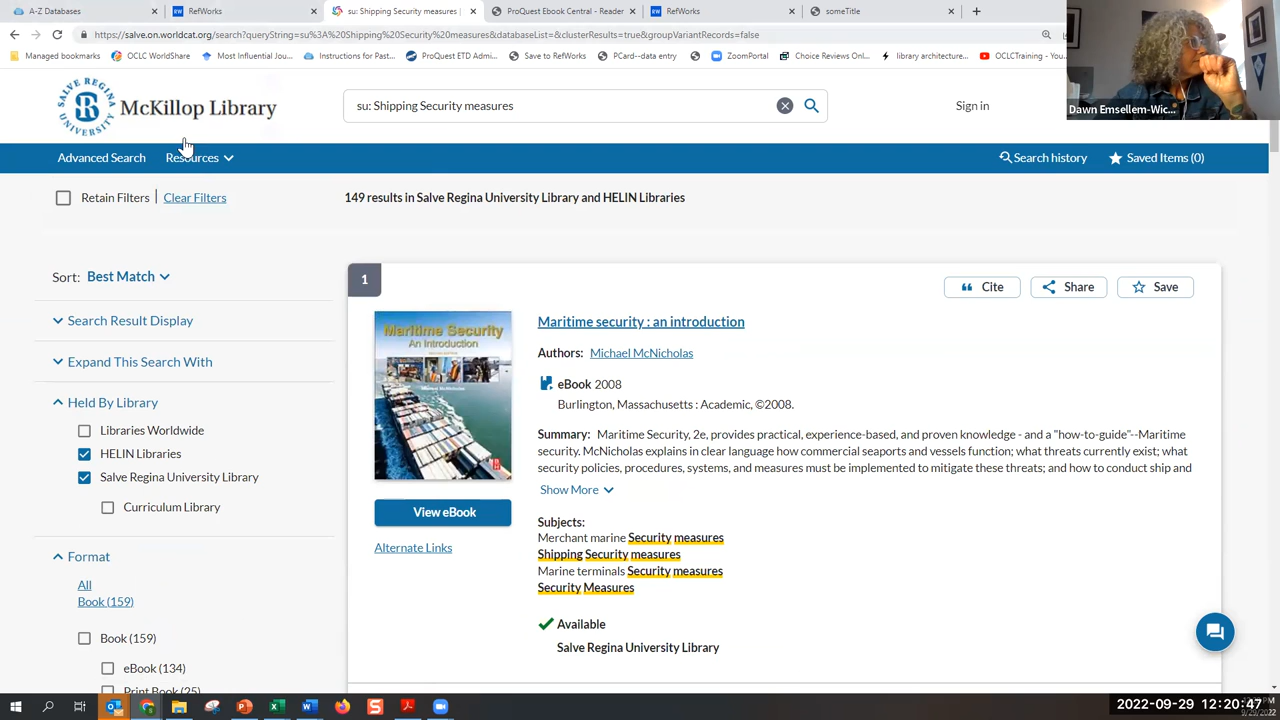 A-Z Databases
RefWorks
su: Shipping Security measures |
ProQuest Ebook Central - Reader
RefWorks
someTitle
https://salve.on.worldcat.org/search?queryString=su%3A%20Shipping%20Security%20measures&databaseList=&clusterResults=true&groupVariantRecords=false
Managed bookmarks
OCLC WorldShare
Most Influential Jou...
Instructions for Past...
ProQuest ETD Admi...
Save to RefWorks
PCard--data entry
ZoomPortal
Choice Reviews Onl...
library architecture...
OCLCTraining - You...
Dawn Emsellem-Wic...
SALVE REGINA UNIVERSITY
McKillop Library
su: Shipping Security measures
Sign in
Advanced Search
Resources
Search history
Saved Items (0)
Retain Filters | Clear Filters
149 results in Salve Regina University Library and HELIN Libraries
Sort: Best Match
Search Result Display
Expand This Search With
Held By Library
Libraries Worldwide
HELIN Libraries
Salve Regina University Library
Curriculum Library
Format
All
Book (159)
Book (159)
eBook (134)
Print Book (25)
1
Cite
Share
Save
Maritime Security
An Introduction
Maritime security : an introduction
Authors: Michael McNicholas
eBook 2008
Burlington, Massachusetts : Academic, ©2008.
Summary: Maritime Security, 2e, provides practical, experience-based, and proven knowledge - and a "how-to-guide"--Maritime
security. McNicholas explains in clear language how commercial seaports and vessels function; what threats currently exist; what
security policies, procedures, systems, and measures must be implemented to mitigate these threats; and how to conduct ship and
Show More
View eBook
Alternate Links
Subjects:
Merchant marine Security measures
Shipping Security measures
Marine terminals Security measures
Security Measures
Available
Salve Regina University Library
2022-09-29 12:20:47